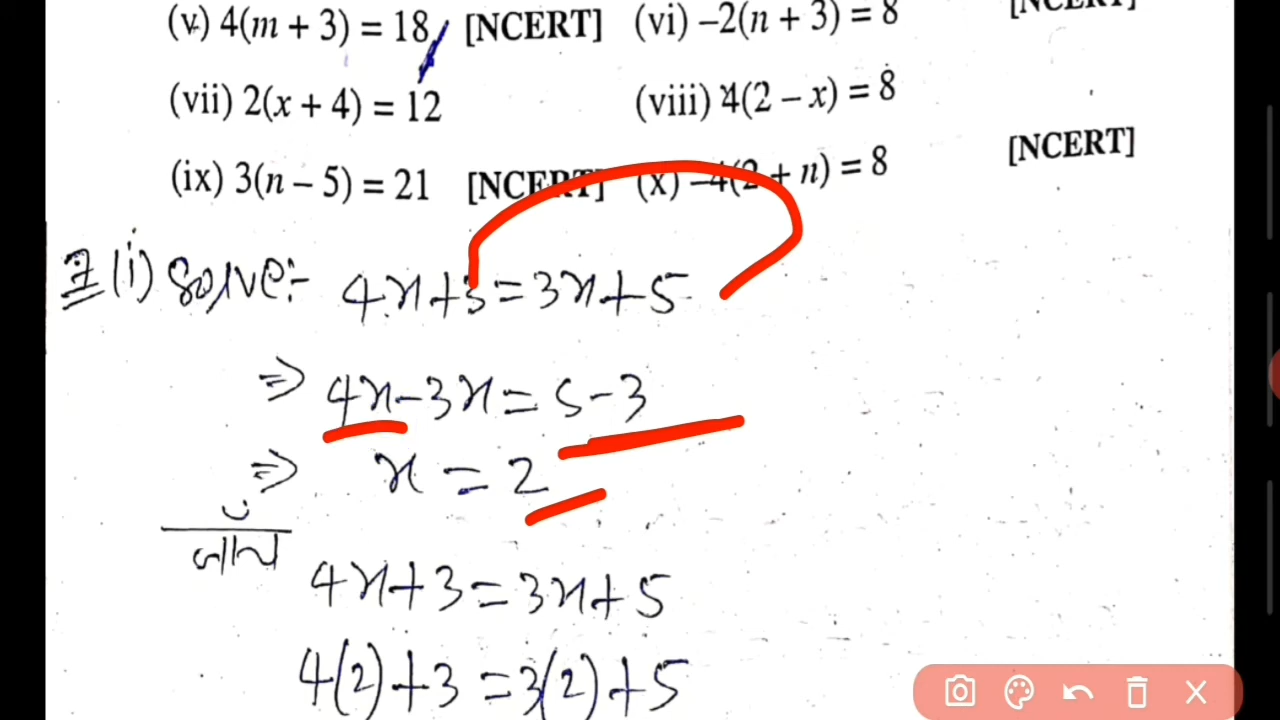 (v) 4(m + 3) = 18 [NCERT] (vi) –2(n + 3) = 8 [NCERT]
(vii) 2(x + 4) = 12 (viii) 4(2 – x) = 8
(ix) 3(n – 5) = 21 [NCERT] (x) –4(2 + n) = 8 [NCERT]
7 (i) Solve:- 4x+3=3x+5
⇒ 4x-3x=5-3
⇒ x = 2
जाँच
4x+3=3x+5
4(2)+3=3(2)+5